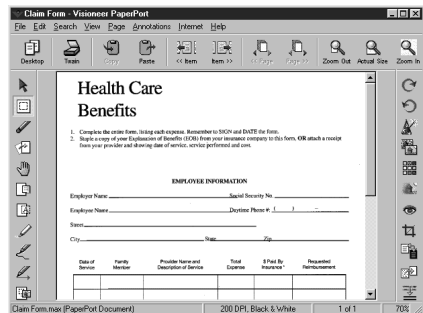 Claim Form - Visioneer PaperPort
File Edit Search View Page Annotations Internet Help
Desktop Train Copy Paste << Item Item >> << Page Page >> Zoom Out Actual Size Zoom In
Health Care
Benefits
1. Complete the entire form, listing each expense. Remember to SIGN and DATE the form.
2. Staple a copy of your Explanation of Benefits (EOB) from your insurance company to this form, OR attach a receipt
from your provider and showing date of service, service performed and cost.
EMPLOYEE INFORMATION
Employer Name Social Security No.
Employee Name Daytime Phone #: ( ) –
Street
City State Zip
Date of Service Family Member Provider Name and Description of Service Total Expense $ Paid By Insurance * Requested Reimbursement
Claim Form.max (PaperPort Document) 200 DPI, Black & White 1 of 1 70%